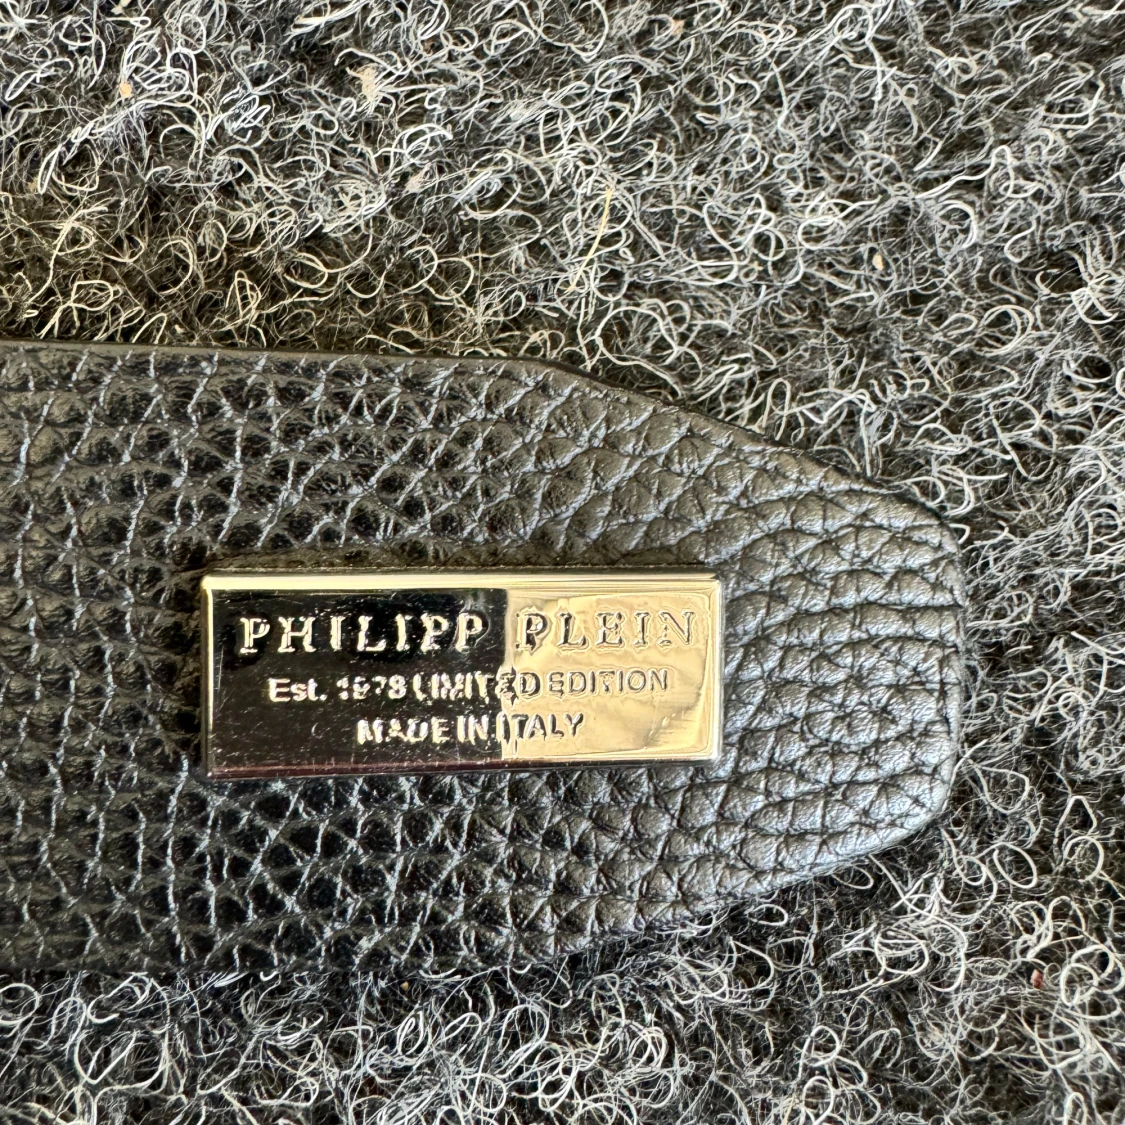 PHILIPP PLEIN
Est. 1978 LIMITED EDITION
MADE IN ITALY